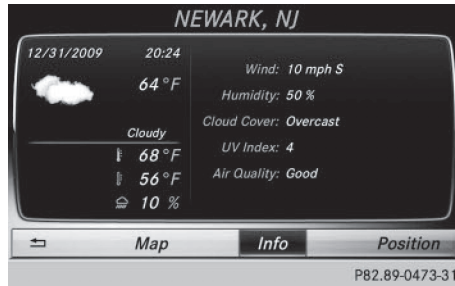 NEWARK, NJ
12/31/2009 20:24
64°F
Cloudy
68°F
56°F
10 %
Wind: 10 mph S
Humidity: 50 %
Cloud Cover: Overcast
UV Index: 4
Air Quality: Good
Map Info Position
P82.89-0473-31